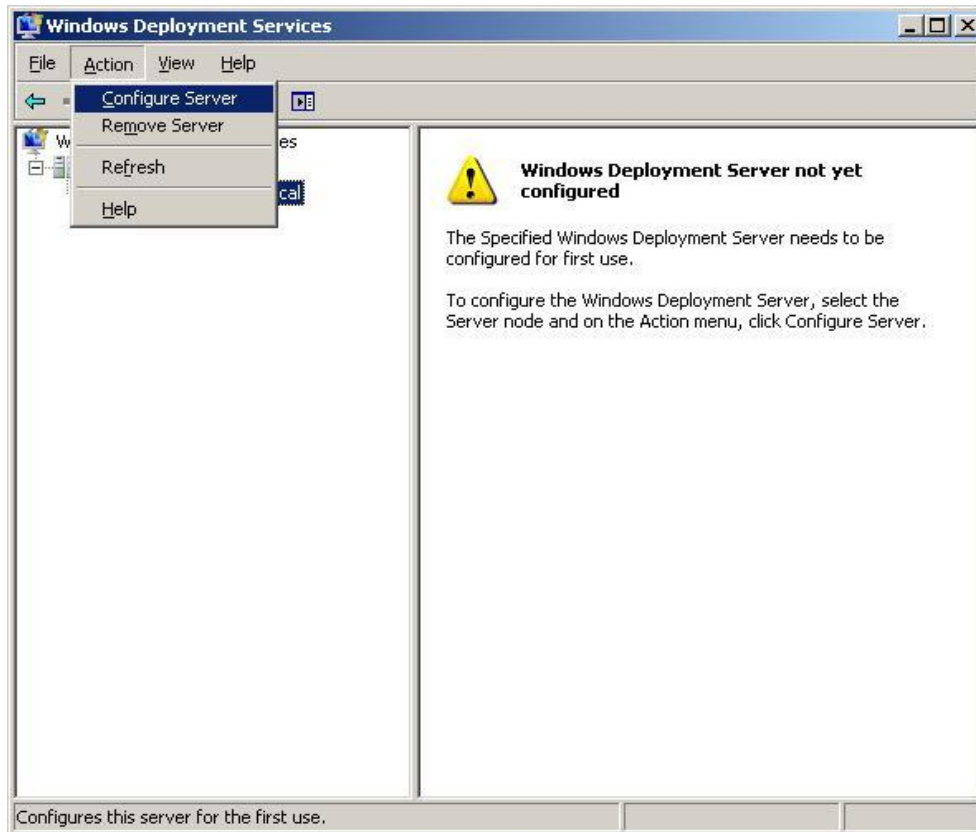 Windows Deployment Services
File Action View Help
Configure Server
Remove Server
Refresh
Help
W
es
cal
Windows Deployment Server not yet
configured
The Specified Windows Deployment Server needs to be
configured for first use.
To configure the Windows Deployment Server, select the
Server node and on the Action menu, click Configure Server.
Configures this server for the first use.